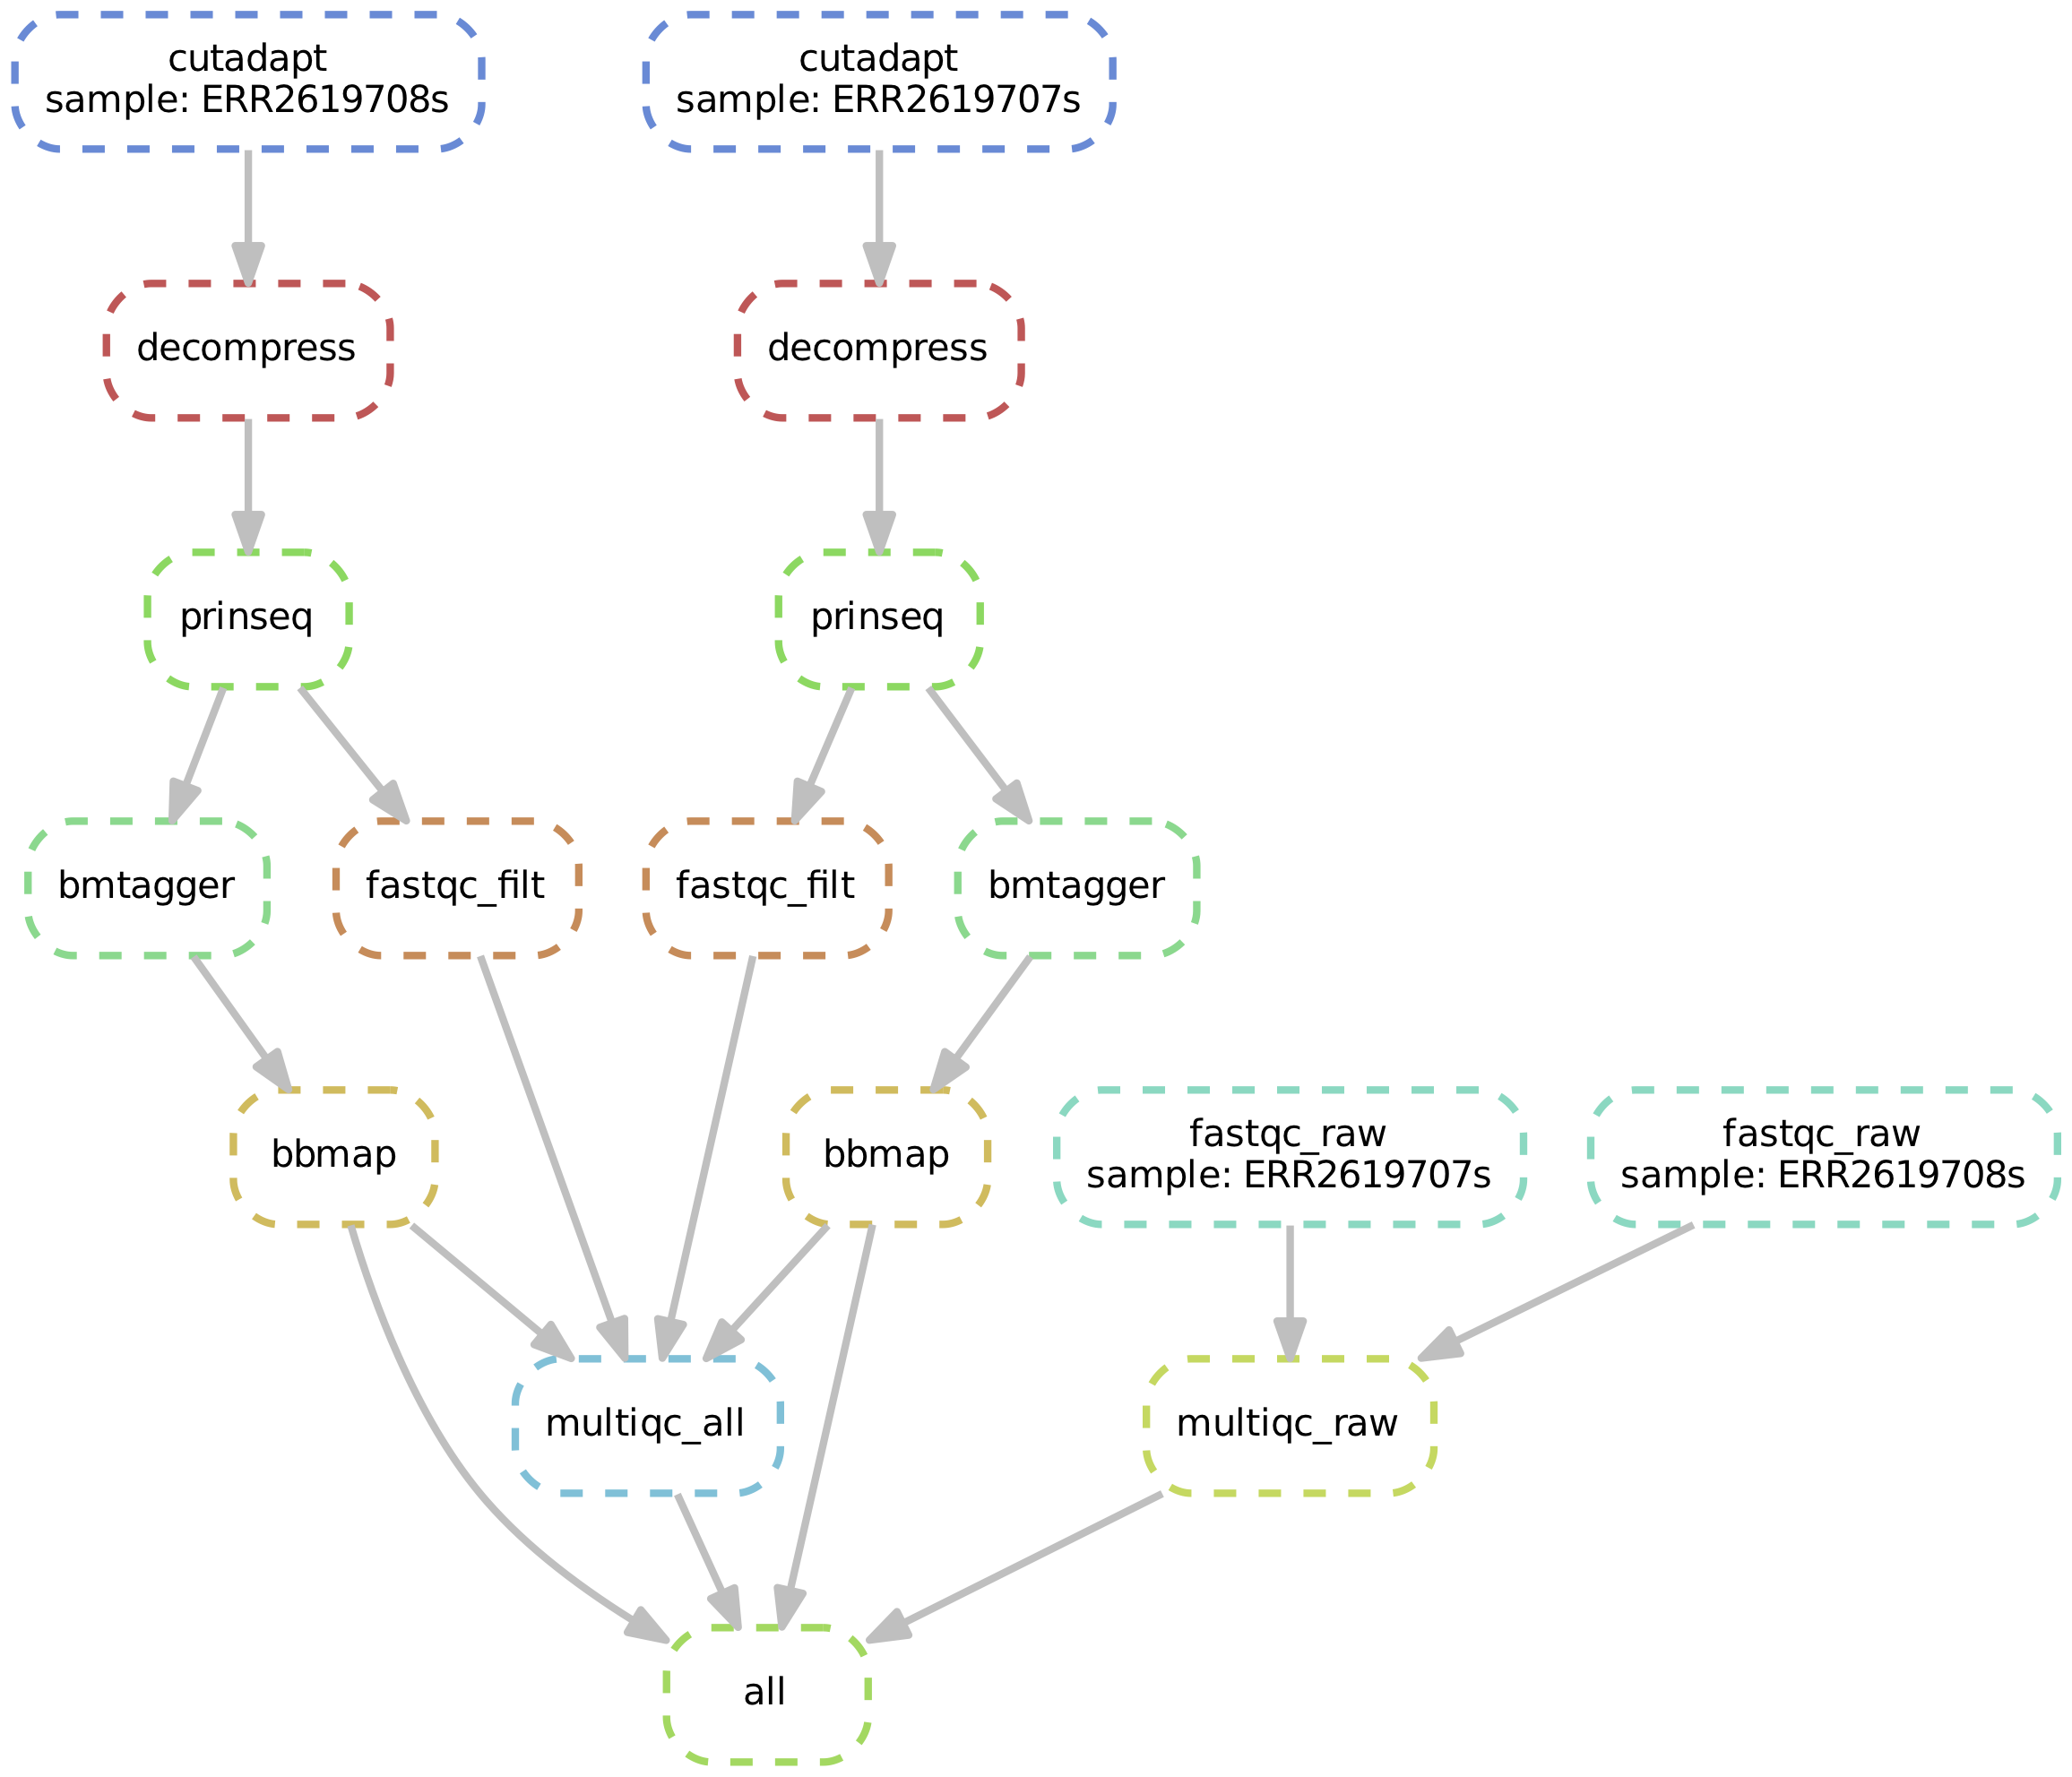 cutadapt
sample: ERR2619708s
cutadapt
sample: ERR2619707s
decompress
decompress
prinseq
prinseq
bmtagger
fastqc_filt
fastqc_filt
bmtagger
bbmap
bbmap
fastqc_raw
sample: ERR2619707s
fastqc_raw
sample: ERR2619708s
multiqc_all
multiqc_raw
all